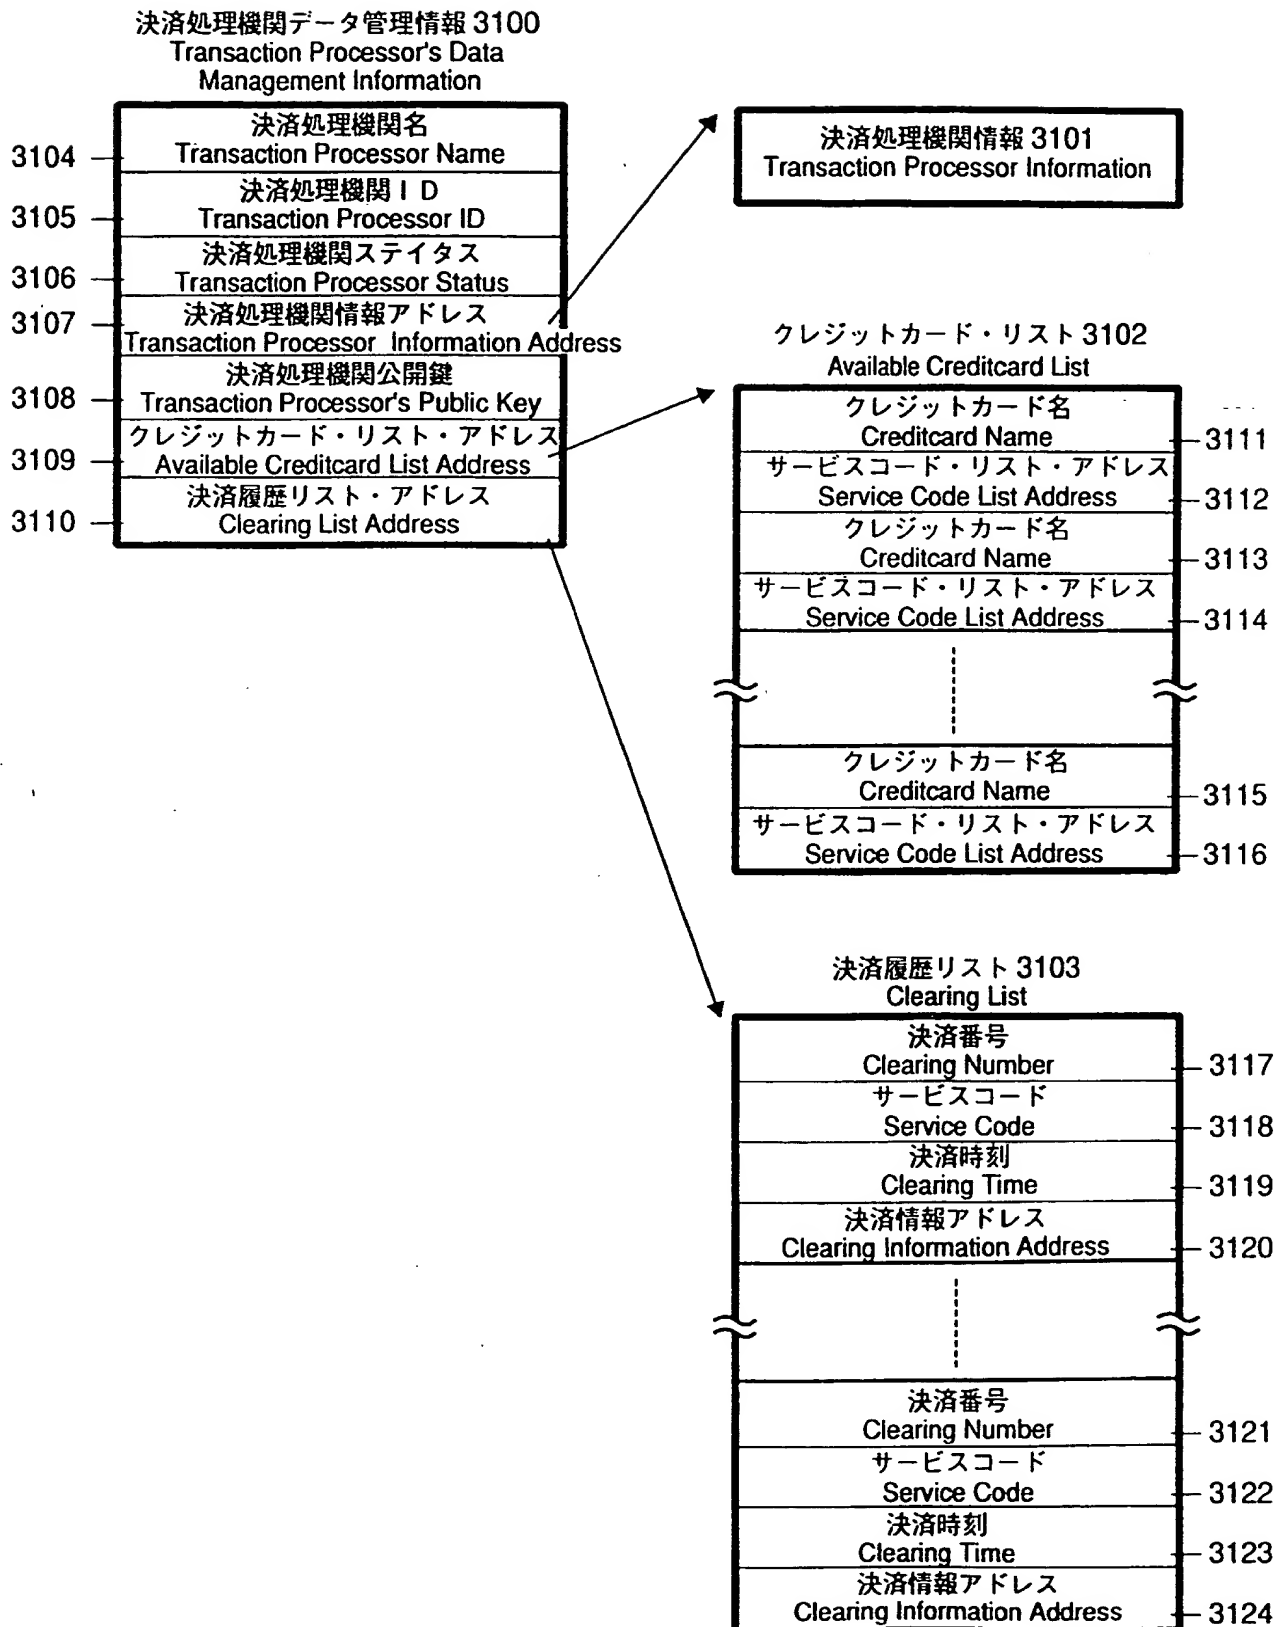 決済処理機関データ管理情報 3100
Transaction Processor's Data
Management Information
決済処理機関名
3104 Transaction Processor Name
決済処理機関ID
3105 Transaction Processor ID
決済処理機関ステイタス
3106 Transaction Processor Status
決済処理機関情報アドレス
3107
Transaction Processor Information Address
決済処理機関公開鍵
3108 Transaction Processor's Public Key
クレジットカード・リスト・アドレス
3109 Available Creditcard List Address
決済履歴リスト・アドレス
3110 Clearing List Address
決済処理機関情報 3101
Transaction Processor Information
クレジットカード・リスト 3102
Available Creditcard List
クレジットカード名
Creditcard Name 3111
サービスコード・リスト・アドレス
Service Code List Address 3112
クレジットカード名
Creditcard Name 3113
サービスコード・リスト・アドレス
Service Code List Address 3114
クレジットカード名
Creditcard Name 3115
サービスコード・リスト・アドレス
Service Code List Address 3116
決済履歴リスト 3103
Clearing List
決済番号
Clearing Number 3117
サービスコード
Service Code 3118
決済時刻
Clearing Time 3119
決済情報アドレス
Clearing Information Address 3120
決済番号
Clearing Number 3121
サービスコード
Service Code 3122
決済時刻
Clearing Time 3123
決済情報アドレス
Clearing Information Address 3124